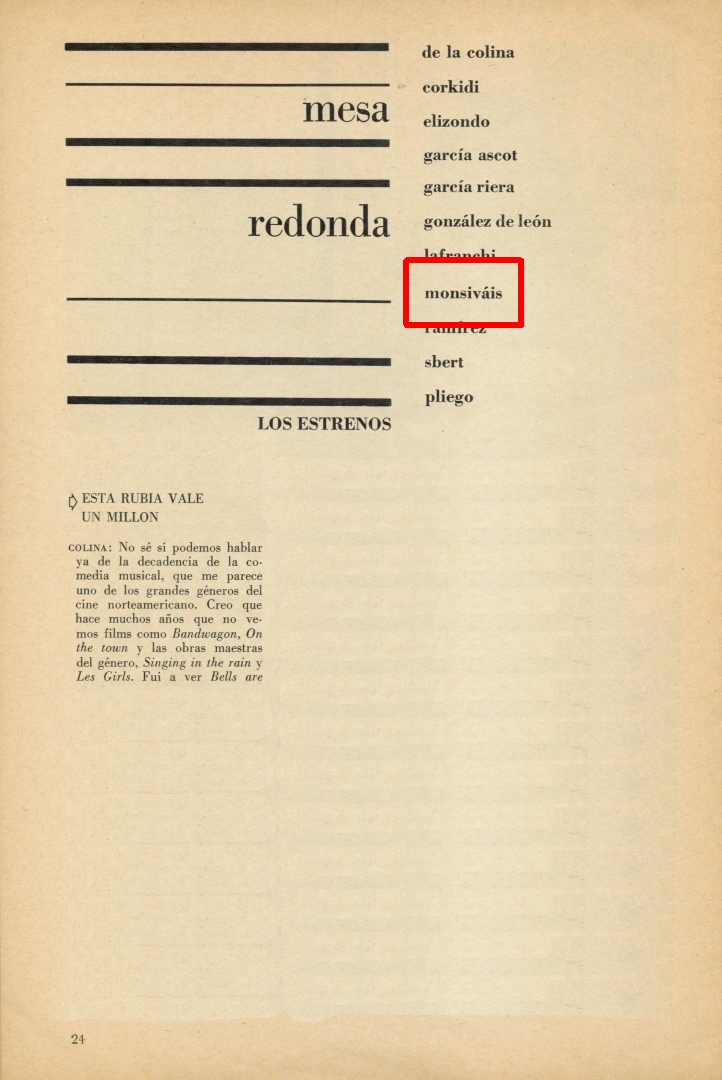 mesa
redonda
de la colina
corkidi
elizondo
garcía ascot
garcía riera
gonzález de león
lafranchi
monsiváis
ramírez
sbert
pliego
LOS ESTRENOS
ESTA RUBIA VALE
UN MILLON
COLINA: No sé si podemos hablar
ya de la decadencia de la co-
media musical, que me parece
uno de los grandes géneros del
cine norteamericano. Creo que
hace muchos años que no ve-
mos films como Bandwagon, On
the town y las obras maestras
del género, Singing in the rain y
Les Girls. Fui a ver Bells are
24